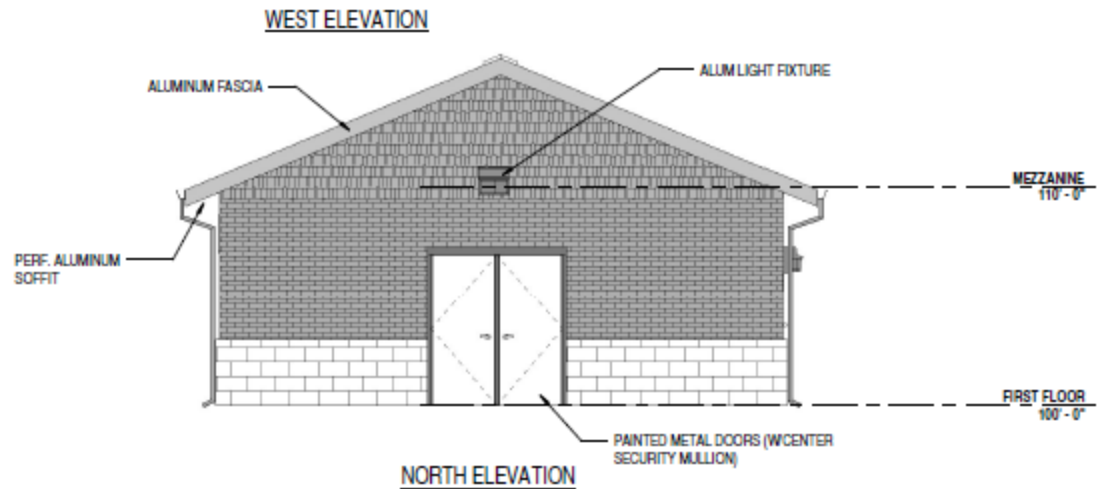 WEST ELEVATION
ALUMINUM FASCIA
ALUM LIGHT FIXTURE
MEZZANINE
110' - 0"
PERF. ALUMINUM
SOFFIT
FIRST FLOOR
100' - 0"
PAINTED METAL DOORS (W/CENTER
SECURITY MULLION)
NORTH ELEVATION